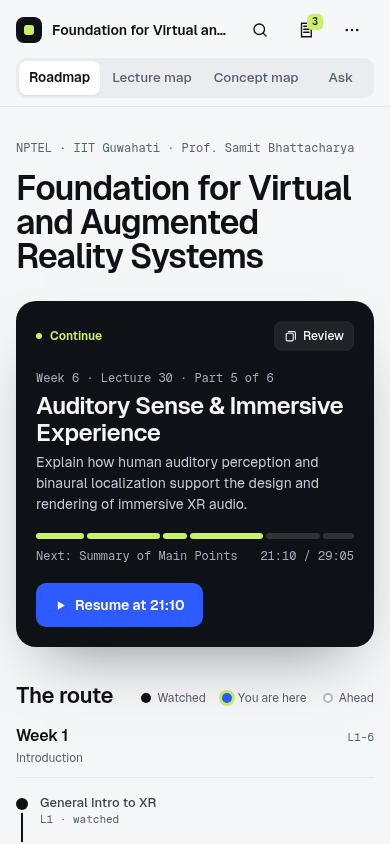 Foundation for Virtual an...
3
Roadmap
Lecture map
Concept map
Ask
NPTEL · IIT Guwahati · Prof. Samit Bhattacharya
Foundation for Virtual
and Augmented
Reality Systems
Continue
Review
Week 6 · Lecture 30 · Part 5 of 6
Auditory Sense & Immersive
Experience
Explain how human auditory perception and
binaural localization support the design and
rendering of immersive XR audio.
Next: Summary of Main Points
21:10 / 29:05
Resume at 21:10
The route
Watched
You are here
Ahead
Week 1
L1-6
Introduction
General Intro to XR
L1 · watched